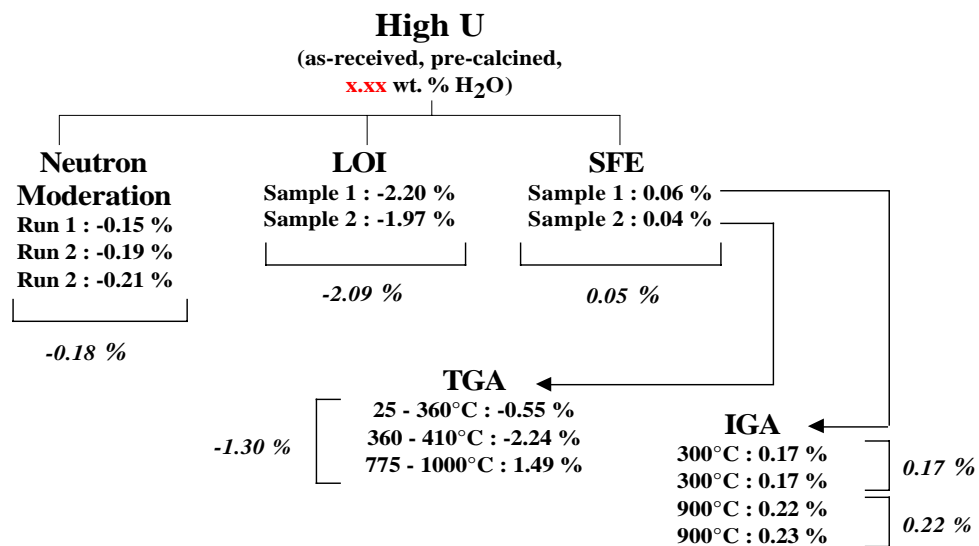 High U
(as-received, pre-calcined,
x.xx wt. % H2O)
Neutron
Moderation
Run 1 : -0.15 %
Run 2 : -0.19 %
Run 2 : -0.21 %
-0.18 %
LOI
Sample 1 : -2.20 %
Sample 2 : -1.97 %
-2.09 %
SFE
Sample 1 : 0.06 %
Sample 2 : 0.04 %
0.05 %
TGA
25 - 360°C : -0.55 %
360 - 410°C : -2.24 %
775 - 1000°C : 1.49 %
-1.30 %
IGA
300°C : 0.17 %
300°C : 0.17 %
0.17 %
900°C : 0.22 %
900°C : 0.23 %
0.22 %